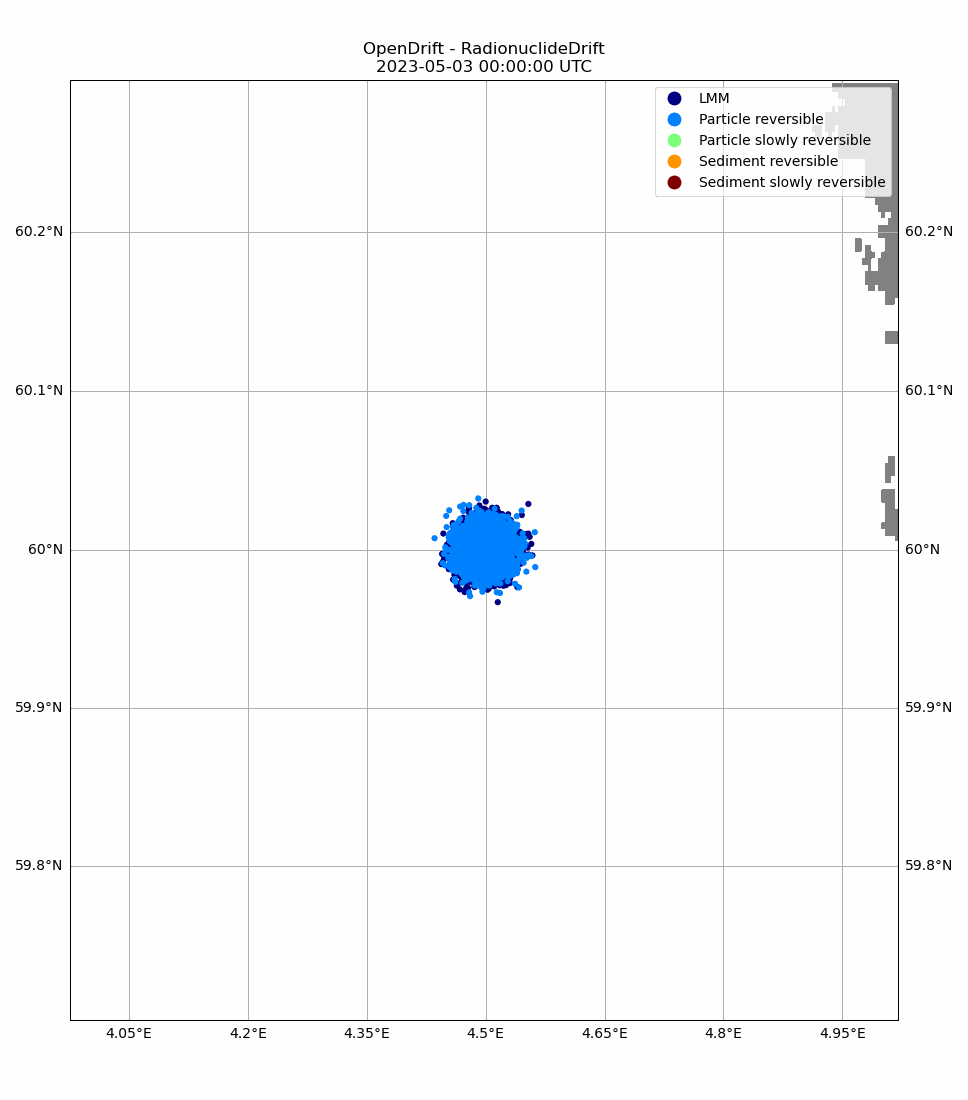 OpenDrift - RadionuclideDrift
2023-05-03 00:00:00 UTC
LMM
Particle reversible
Particle slowly reversible
Sediment reversible
Sediment slowly reversible
60.2°N 60.2°N
60.1°N 60.1°N
60°N 60°N
59.9°N 59.9°N
59.8°N 59.8°N
4.05°E 4.2°E 4.35°E 4.5°E 4.65°E 4.8°E 4.95°E